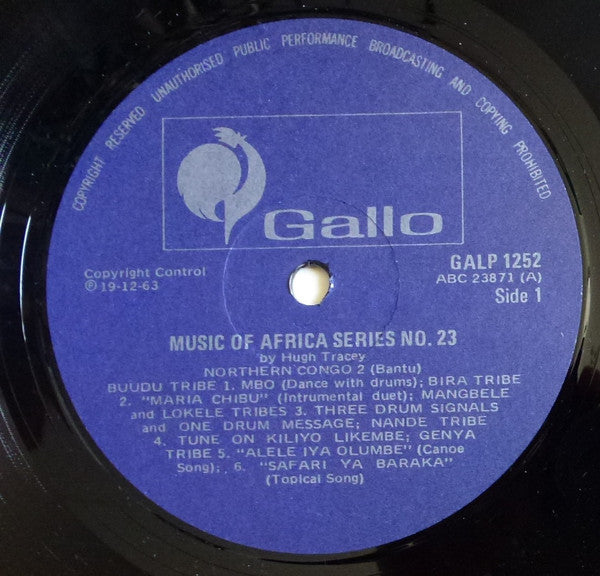 COPYRIGHT RESERVED UNAUTHORISED PUBLIC PERFORMANCE BROADCASTING AND COPYING PROHIBITED
Gallo
GALP 1252
ABC 23871 (A)
Side 1
Copyright Control
℗ 19-12-63
MUSIC OF AFRICA SERIES NO. 23
by Hugh Tracey
NORTHERN CONGO 2 (Bantu)
BUUDU TRIBE 1. MBO (Dance with drums); BIRA TRIBE
2. "MARIA CHIBU" (Intrumental duet); MANGBELE
and LOKELE TRIBES 3. THREE DRUM SIGNALS
and ONE DRUM MESSAGE; NANDE TRIBE
4. TUNE ON KILIYO LIKEMBE; GENYA
TRIBE 5. "ALELE IYA OLUMBE" (Canoe
Song);, 6. "SAFARI YA BARAKA"
(Topical Song)